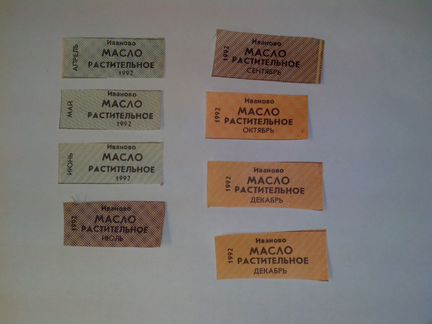 Иваново
АПРЕЛЬ
МАСЛО
РАСТИТЕЛЬНОЕ
1992
Иваново
МАЙ
МАСЛО
РАСТИТЕЛЬНОЕ
1992
Иваново
ИЮНЬ
МАСЛО
РАСТИТЕЛЬНОЕ
1992
Иваново
1992
МАСЛО
РАСТИТЕЛЬНОЕ
ИЮЛЬ
Иваново
1992
МАСЛО
РАСТИТЕЛЬНОЕ
СЕНТЯБРЬ
Иваново
1992
МАСЛО
РАСТИТЕЛЬНОЕ
ОКТЯБРЬ
Иваново
1992
МАСЛО
РАСТИТЕЛЬНОЕ
ДЕКАБРЬ
Иваново
1992
МАСЛО
РАСТИТЕЛЬНОЕ
ДЕКАБРЬ